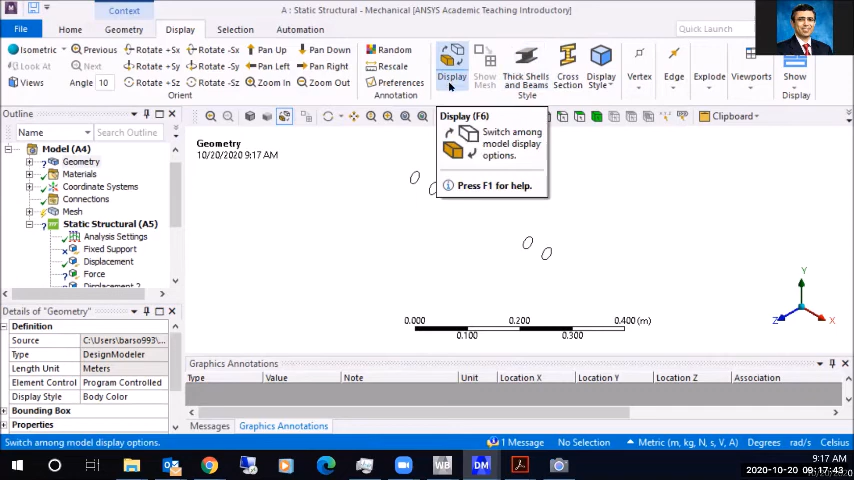 Context
A : Static Structural - Mechanical [ANSYS Academic Teaching Introductory]
File
Home
Geometry
Display
Selection
Automation
Quick Launch
Isometric
Previous
Rotate +Sx
Rotate -Sx
Pan Up
Pan Down
Random
Look At
Next
Rotate +Sy
Rotate -Sy
Pan Left
Pan Right
Rescale
Views
Angle 10
Rotate +Sz
Rotate -Sz
Zoom In
Zoom Out
Preferences
Display
Show
Mesh
Thick Shells
and Beams
Cross
Section
Display
Style
Vertex
Edge
Explode
Viewports
Show
Orient
Annotation
Style
Display
Outline
Name
Search Outline
Clipboard
Model (A4)
Geometry
Materials
Coordinate Systems
Connections
Mesh
Static Structural (A5)
Analysis Settings
Fixed Support
Displacement
Force
Displacement 2
Geometry
10/20/2020 9:17 AM
Display (F6)
Switch among
model display
options.
Press F1 for help.
0.000
0.200
0.400 (m)
0.100
0.300
Y
Z
X
Details of "Geometry"
Definition
Source C:\Users\barso993\...
Type DesignModeler
Length Unit Meters
Element Control Program Controlled
Display Style Body Color
Bounding Box
Properties
Graphics Annotations
Type Value Note Unit Location X Location Y Location Z Association
Messages
Graphics Annotations
Switch among model display options.
1 Message
No Selection
Metric (m, kg, N, s, V, A)
Degrees
rad/s
Celsius
WB
DM
9:17 AM
2020-10-20 09:17:43